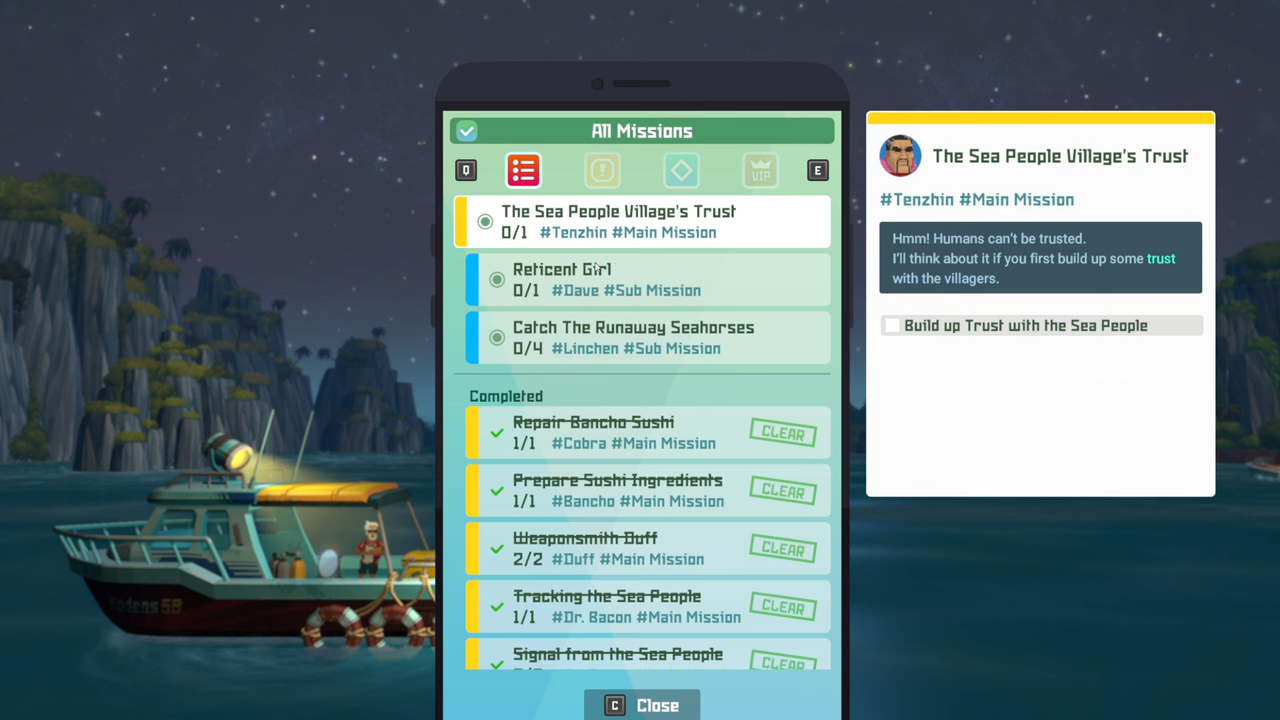 All Missions
Q
VIP
E
The Sea People Village's Trust
0/1 #Tenzhin #Main Mission
Reticent Girl
0/1 #Dave #Sub Mission
Catch The Runaway Seahorses
0/4 #Linchen #Sub Mission
Completed
Repair Bancho Sushi
1/1 #Cobra #Main Mission
CLEAR
Prepare Sushi Ingredients
1/1 #Bancho #Main Mission
CLEAR
Weaponsmith Duff
2/2 #Duff #Main Mission
CLEAR
Tracking the Sea People
1/1 #Dr. Bacon #Main Mission
CLEAR
Signal from the Sea People
CLEAR
C Close
The Sea People Village's Trust
#Tenzhin #Main Mission
Hmm! Humans can't be trusted.
I'll think about it if you first build up some trust
with the villagers.
Build up Trust with the Sea People